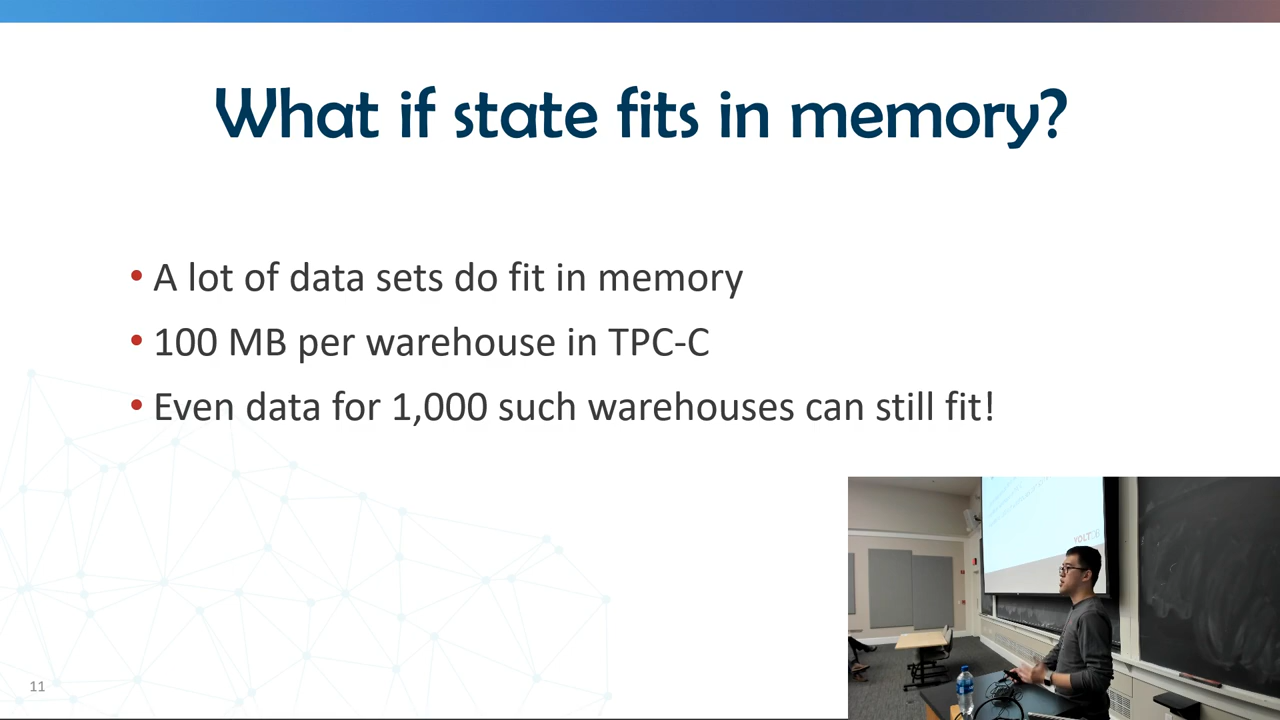 What if state fits in memory?
• A lot of data sets do fit in memory
• 100 MB per warehouse in TPC-C
• Even data for 1,000 such warehouses can still fit!
VOLT
11